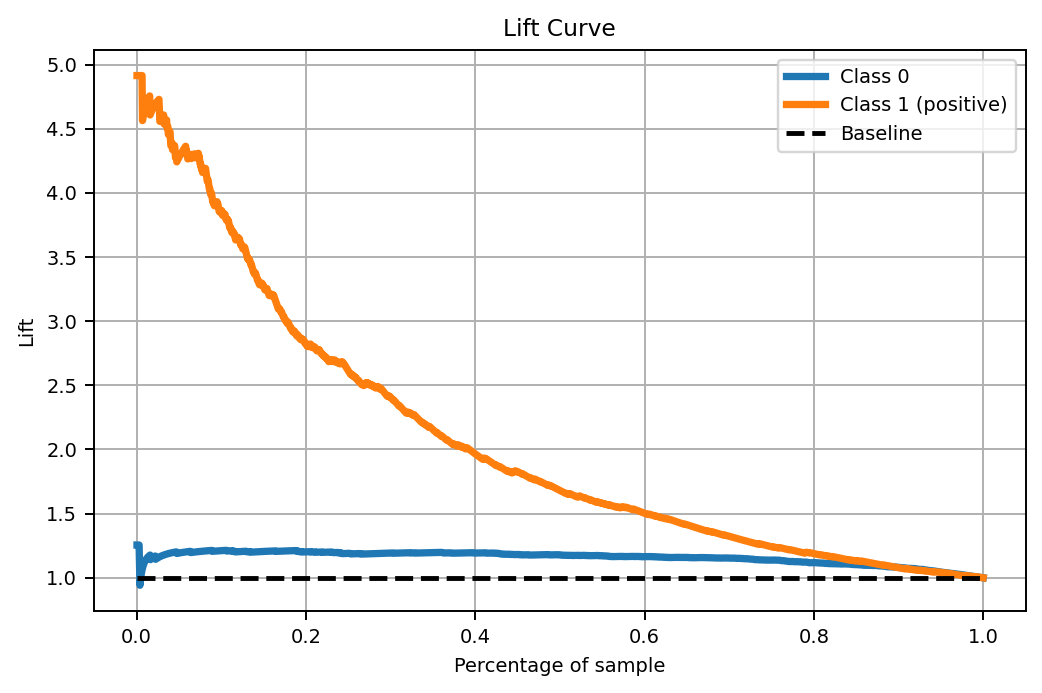 Lift Curve
Class 0
Class 1 (positive)
Baseline
Lift
5.0
4.5
4.0
3.5
3.0
2.5
2.0
1.5
1.0
0.0 0.2 0.4 0.6 0.8 1.0
Percentage of sample